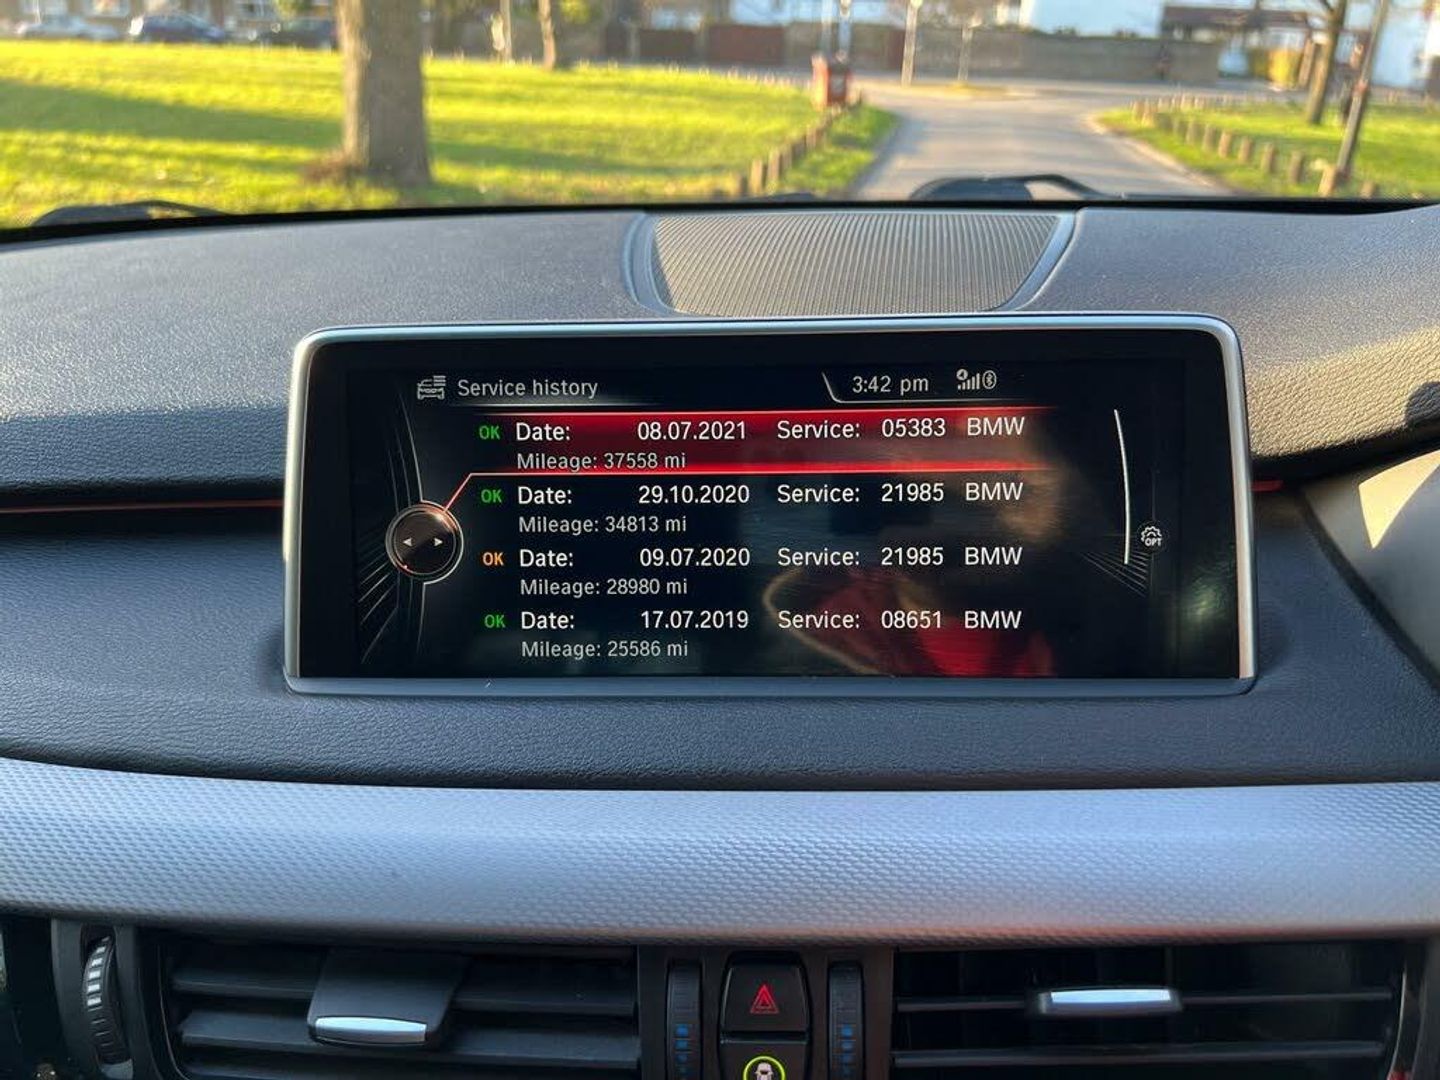 Service history 3:42 pm
OK Date: 08.07.2021 Service: 05383 BMW
Mileage: 37558 mi
OK Date: 29.10.2020 Service: 21985 BMW
Mileage: 34813 mi
OK Date: 09.07.2020 Service: 21985 BMW
Mileage: 28980 mi
OK Date: 17.07.2019 Service: 08651 BMW
Mileage: 25586 mi
OPT